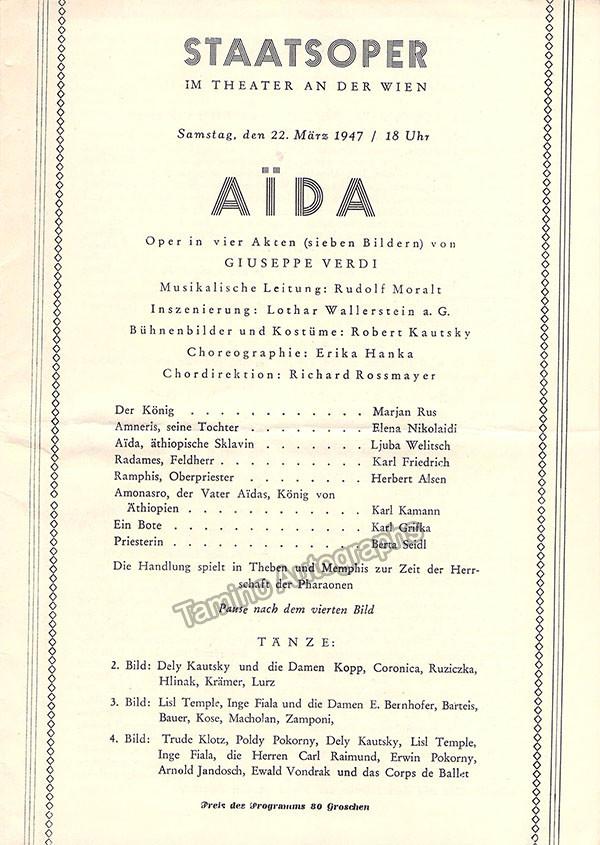 STAATSOPER
IM THEATER AN DER WIEN
Samstag, den 22. März 1947 / 18 Uhr
AÏDA
Oper in vier Akten (sieben Bildern) von
GIUSEPPE VERDI
Musikalische Leitung: Rudolf Moralt
Inszenierung: Lothar Wallerstein a. G.
Bühnenbilder und Kostüme: Robert Kautsky
Choreographie: Erika Hanka
Chordirektion: Richard Rossmayer
Der König . . . . . . . . . . . . Marjan Rus
Amneris, seine Tochter . . . . . . . . Elena Nikolaidi
Aïda, äthiopische Sklavin . . . . . . . Ljuba Welitsch
Radames, Feldherr . . . . . . . . . . Karl Friedrich
Ramphis, Oberpriester . . . . . . . . Herbert Alsen
Amonasro, der Vater Aïdas, König von
Äthiopien . . . . . . . . . . . . Karl Kamann
Ein Bote . . . . . . . . . . . . . Karl Grifka
Priesterin . . . . . . . . . . . . . Berta Seidl
Die Handlung spielt in Theben und Memphis zur Zeit der Herr-
schaft der Pharaonen
Tamino Autographs
Pause nach dem vierten Bild
TÄNZE:
2. Bild: Dely Kautsky und die Damen Kopp, Coronica, Ruziczka,
Hlinak, Krämer, Lurz
3. Bild: Lisl Temple, Inge Fiala und die Damen E. Bernhofer, Barteis,
Bauer, Kose, Macholan, Zamponi,
4. Bild: Trude Klotz, Poldy Pokorny, Dely Kautsky, Lisl Temple,
Inge Fiala, die Herren Carl Raimund, Erwin Pokorny,
Arnold Jandosch, Ewald Vondrak und das Corps de Ballet
Preis des Programms 80 Groschen